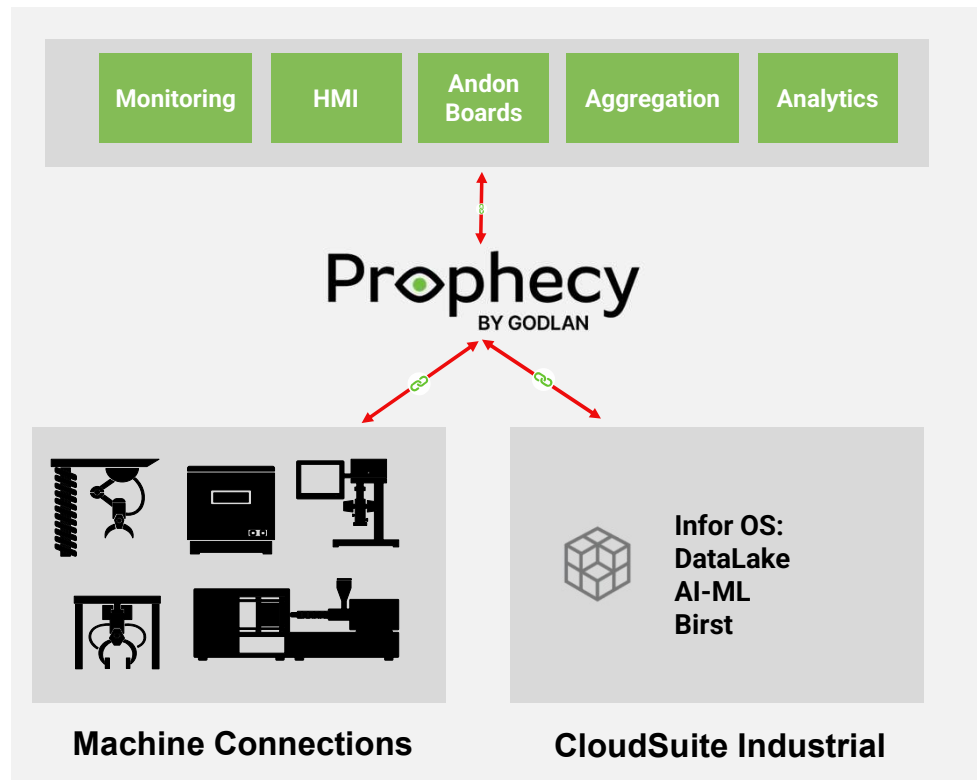 Monitoring
HMI
Andon
Boards
Aggregation
Analytics
Prophecy
BY GODLAN
Infor OS:
DataLake
AI-ML
Birst
Machine Connections
CloudSuite Industrial